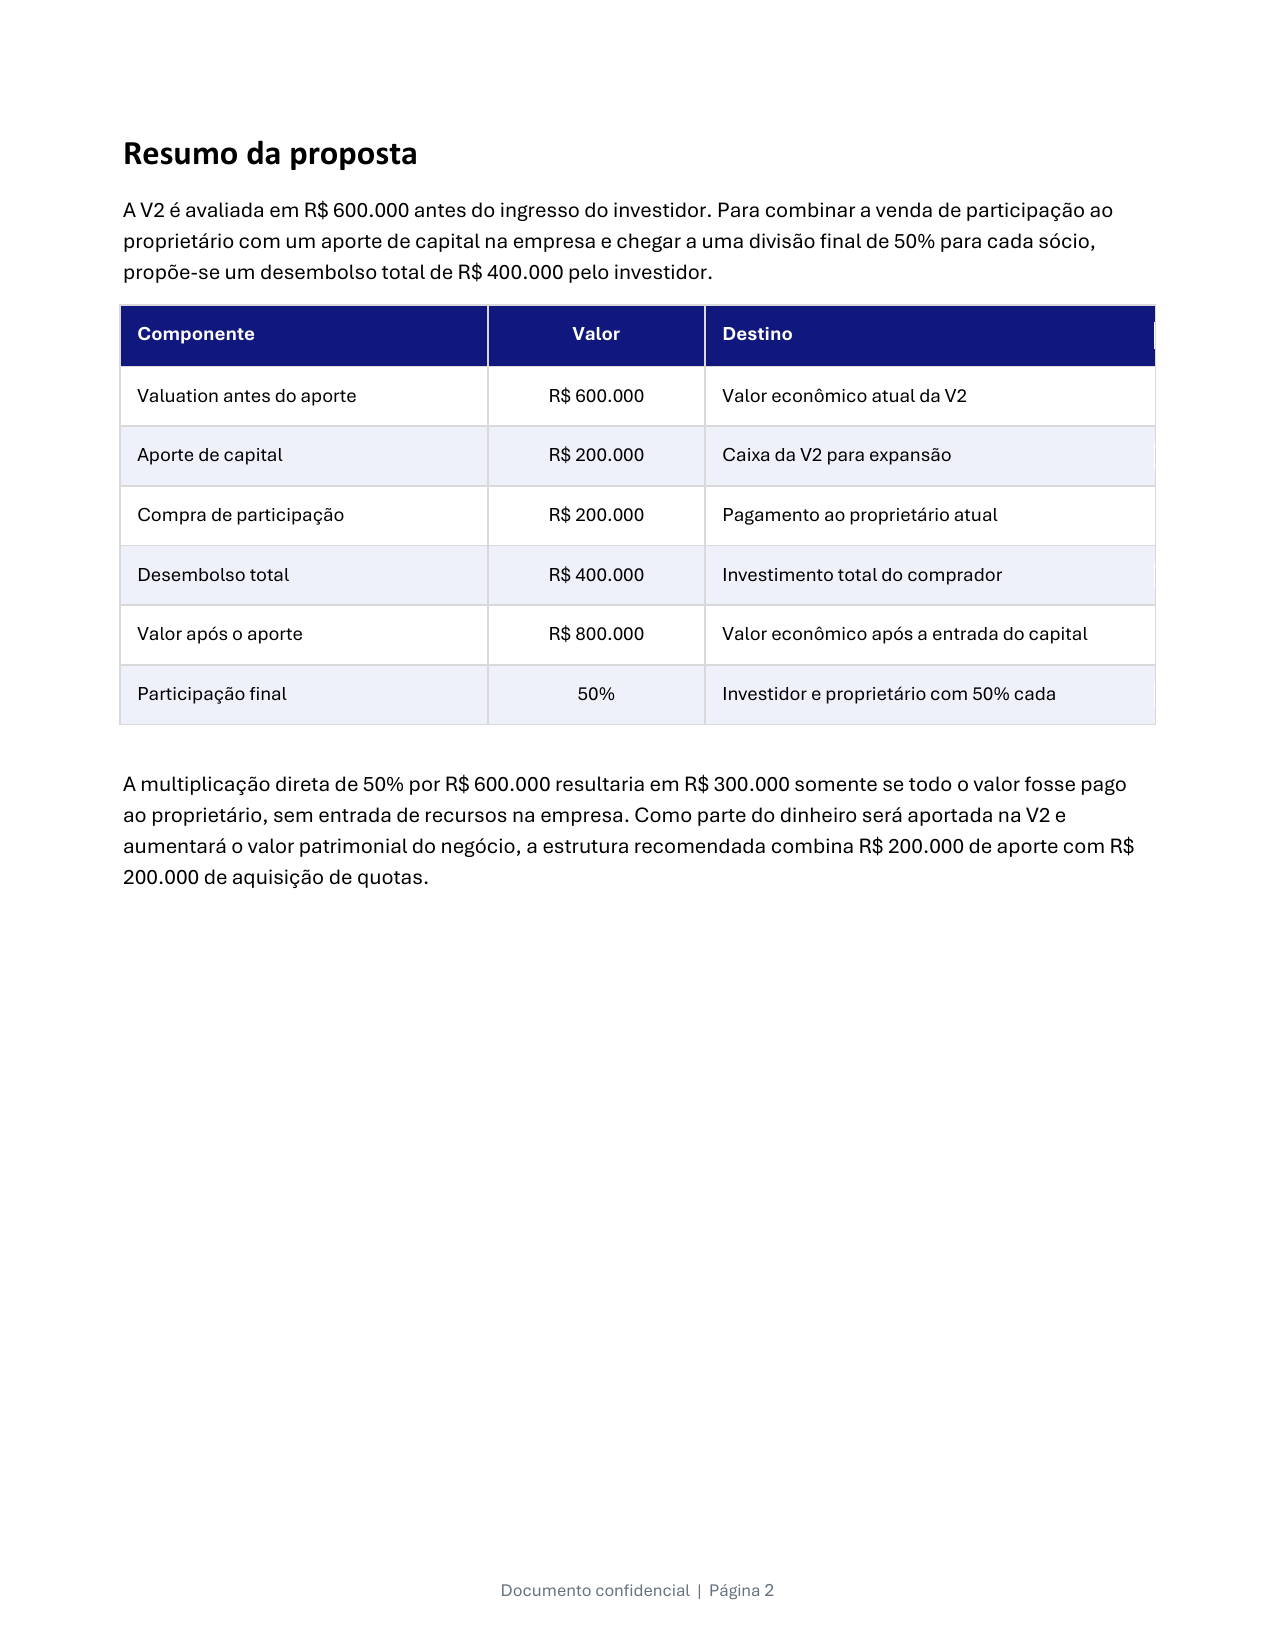 Resumo da proposta
A V2 é avaliada em R$ 600.000 antes do ingresso do investidor. Para combinar a venda de participação ao
proprietário com um aporte de capital na empresa e chegar a uma divisão final de 50% para cada sócio,
propõe-se um desembolso total de R$ 400.000 pelo investidor.
Componente Valor Destino
Valuation antes do aporte R$ 600.000 Valor econômico atual da V2
Aporte de capital R$ 200.000 Caixa da V2 para expansão
Compra de participação R$ 200.000 Pagamento ao proprietário atual
Desembolso total R$ 400.000 Investimento total do comprador
Valor após o aporte R$ 800.000 Valor econômico após a entrada do capital
Participação final 50% Investidor e proprietário com 50% cada
A multiplicação direta de 50% por R$ 600.000 resultaria em R$ 300.000 somente se todo o valor fosse pago
ao proprietário, sem entrada de recursos na empresa. Como parte do dinheiro será aportada na V2 e
aumentará o valor patrimonial do negócio, a estrutura recomendada combina R$ 200.000 de aporte com R$
200.000 de aquisição de quotas.
Documento confidencial | Página 2